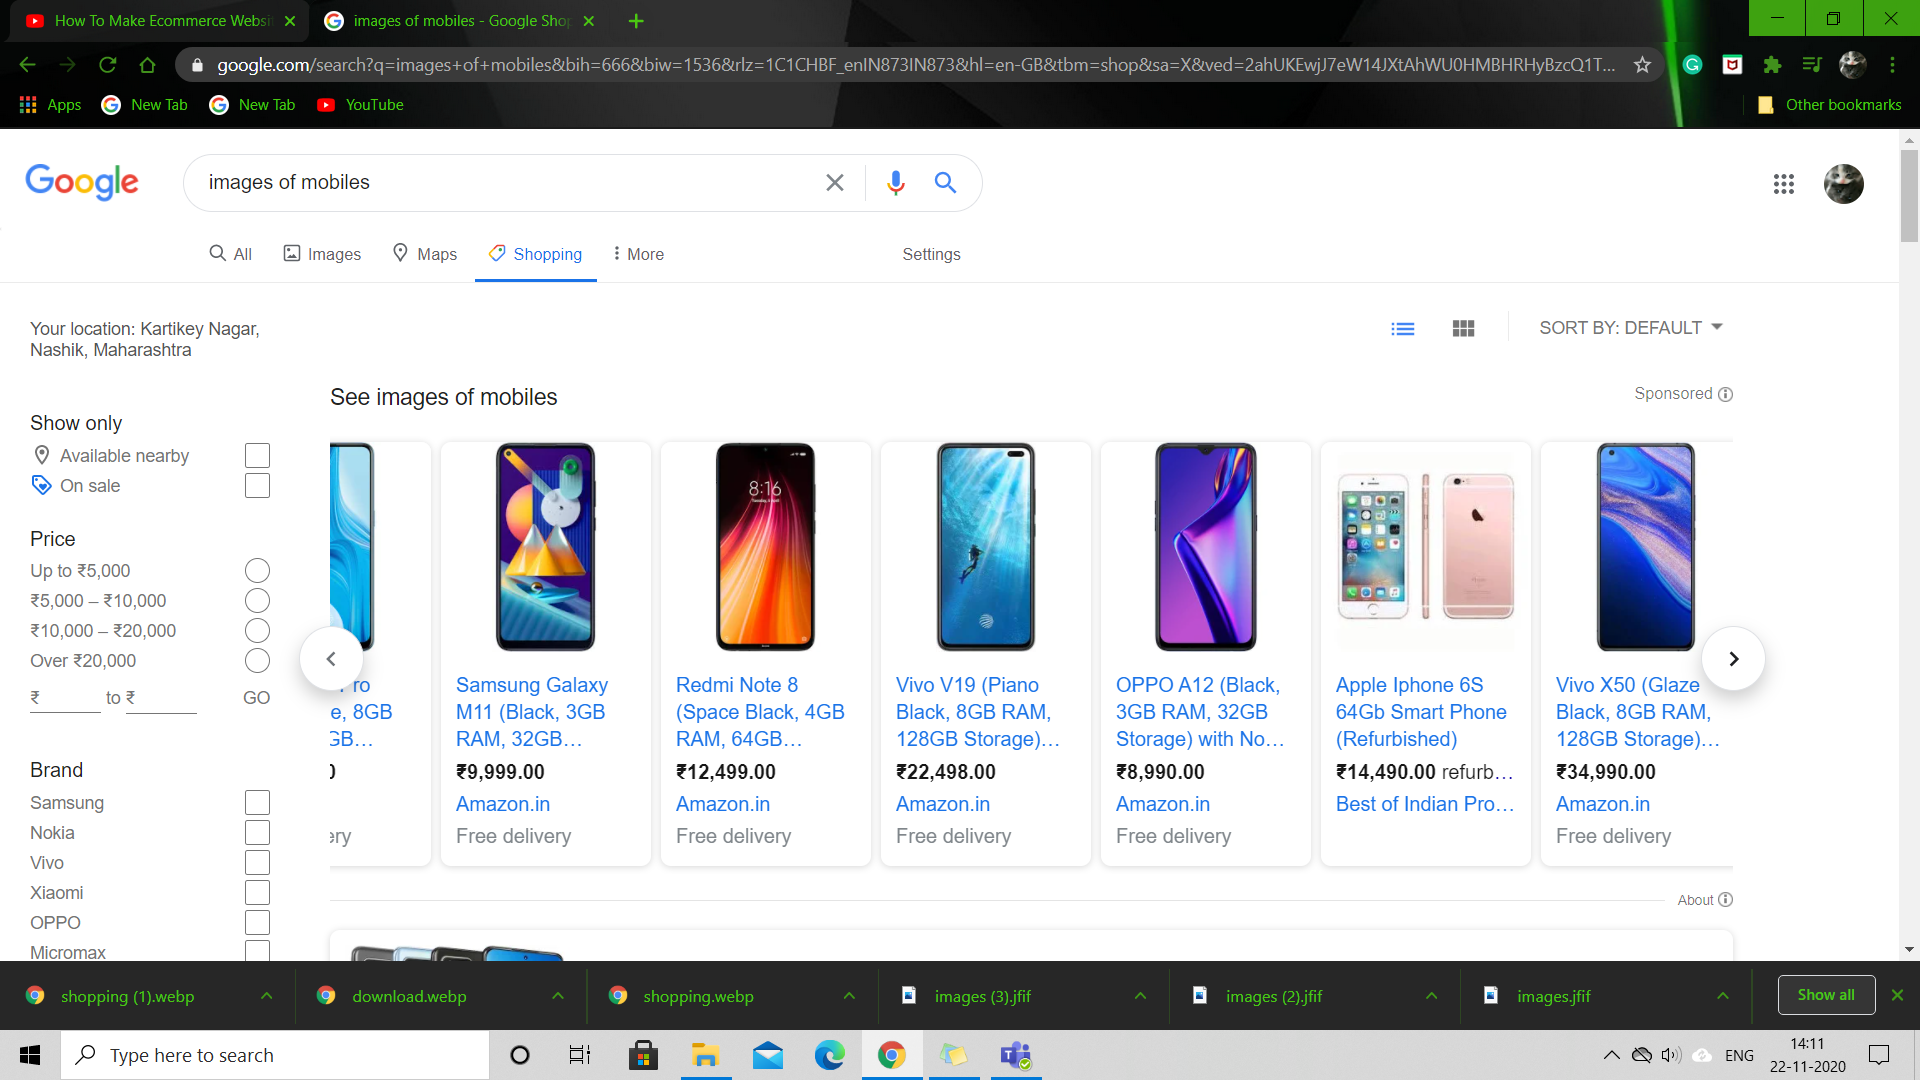 How To Make Ecommerce Websi
images of mobiles - Google Shop
google.com/search?q=images+of+mobiles&bih=666&biw=1536&rlz=1C1CHBF_enIN873IN873&hl=en-GB&tbm=shop&sa=X&ved=2ahUKEwjJ7eW14JXtAhWU0HMBHRHyBzcQ1T...
Apps
New Tab
New Tab
YouTube
Other bookmarks
Google
images of mobiles
All
Images
Maps
Shopping
More
Settings
Your location: Kartikey Nagar,
Nashik, Maharashtra
SORT BY: DEFAULT
See images of mobiles
Sponsored
Show only
Available nearby
On sale
Price
Up to ₹5,000
₹5,000 – ₹10,000
₹10,000 – ₹20,000
Over ₹20,000
₹ to ₹ GO
Brand
Samsung
Nokia
Vivo
Xiaomi
OPPO
Micromax
ro
e, 8GB
GB…
0
ery
Samsung Galaxy
M11 (Black, 3GB
RAM, 32GB…
₹9,999.00
Amazon.in
Free delivery
8:16
Redmi Note 8
(Space Black, 4GB
RAM, 64GB…
₹12,499.00
Amazon.in
Free delivery
Vivo V19 (Piano
Black, 8GB RAM,
128GB Storage)…
₹22,498.00
Amazon.in
Free delivery
OPPO A12 (Black,
3GB RAM, 32GB
Storage) with No…
₹8,990.00
Amazon.in
Free delivery
Apple Iphone 6S
64Gb Smart Phone
(Refurbished)
₹14,490.00 refurb…
Best of Indian Pro…
Vivo X50 (Glaze
Black, 8GB RAM,
128GB Storage)…
₹34,990.00
Amazon.in
Free delivery
About
shopping (1).webp
download.webp
shopping.webp
images (3).jfif
images (2).jfif
images.jfif
Show all
Type here to search
ENG
14:11
22-11-2020